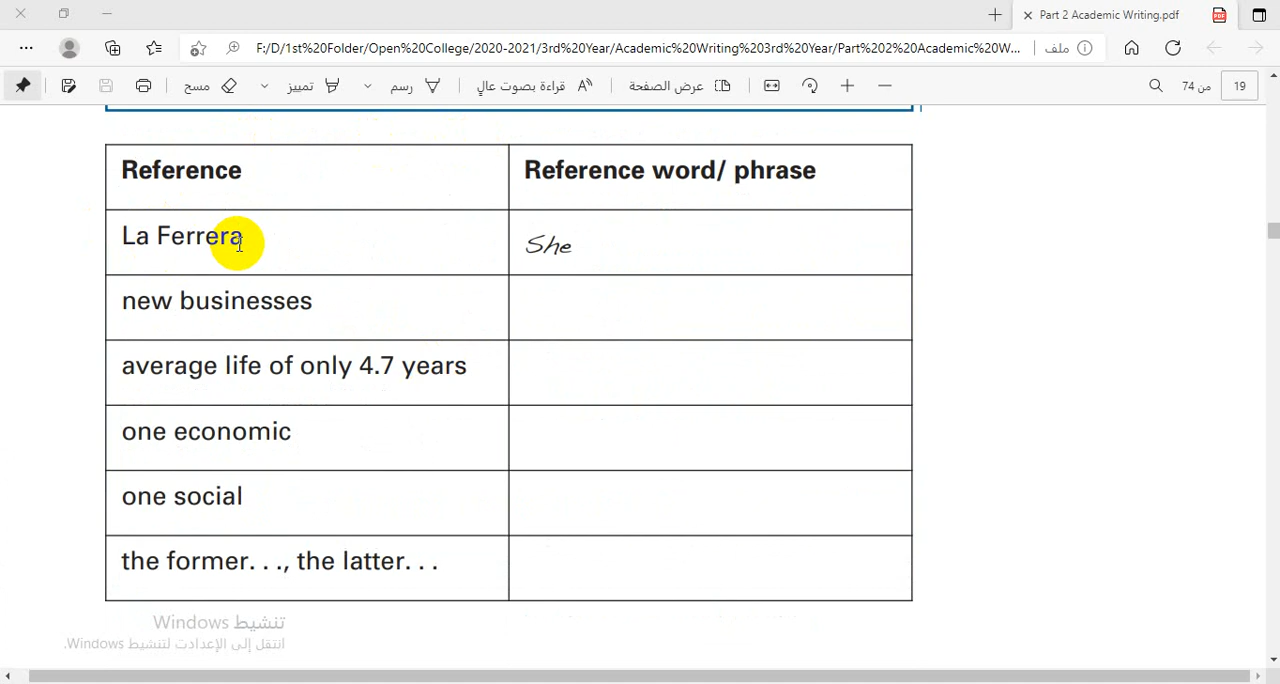 Part 2 Academic Writing.pdf
F:/D/1st%20Folder/Open%20College/2020-2021/3rd%20Year/Academic%20Writing%203rd%20Year/Part%202%20Academic%20W...
ملف
مسح
تمييز
رسم
قراءة بصوت عالٍ
عرض الصفحة
من 74
19
Reference
Reference word/ phrase
La Ferrera
She
new businesses
average life of only 4.7 years
one economic
one social
the former. . ., the latter. . .
تنشيط Windows
انتقل إلى الإعدادات لتنشيط Windows.